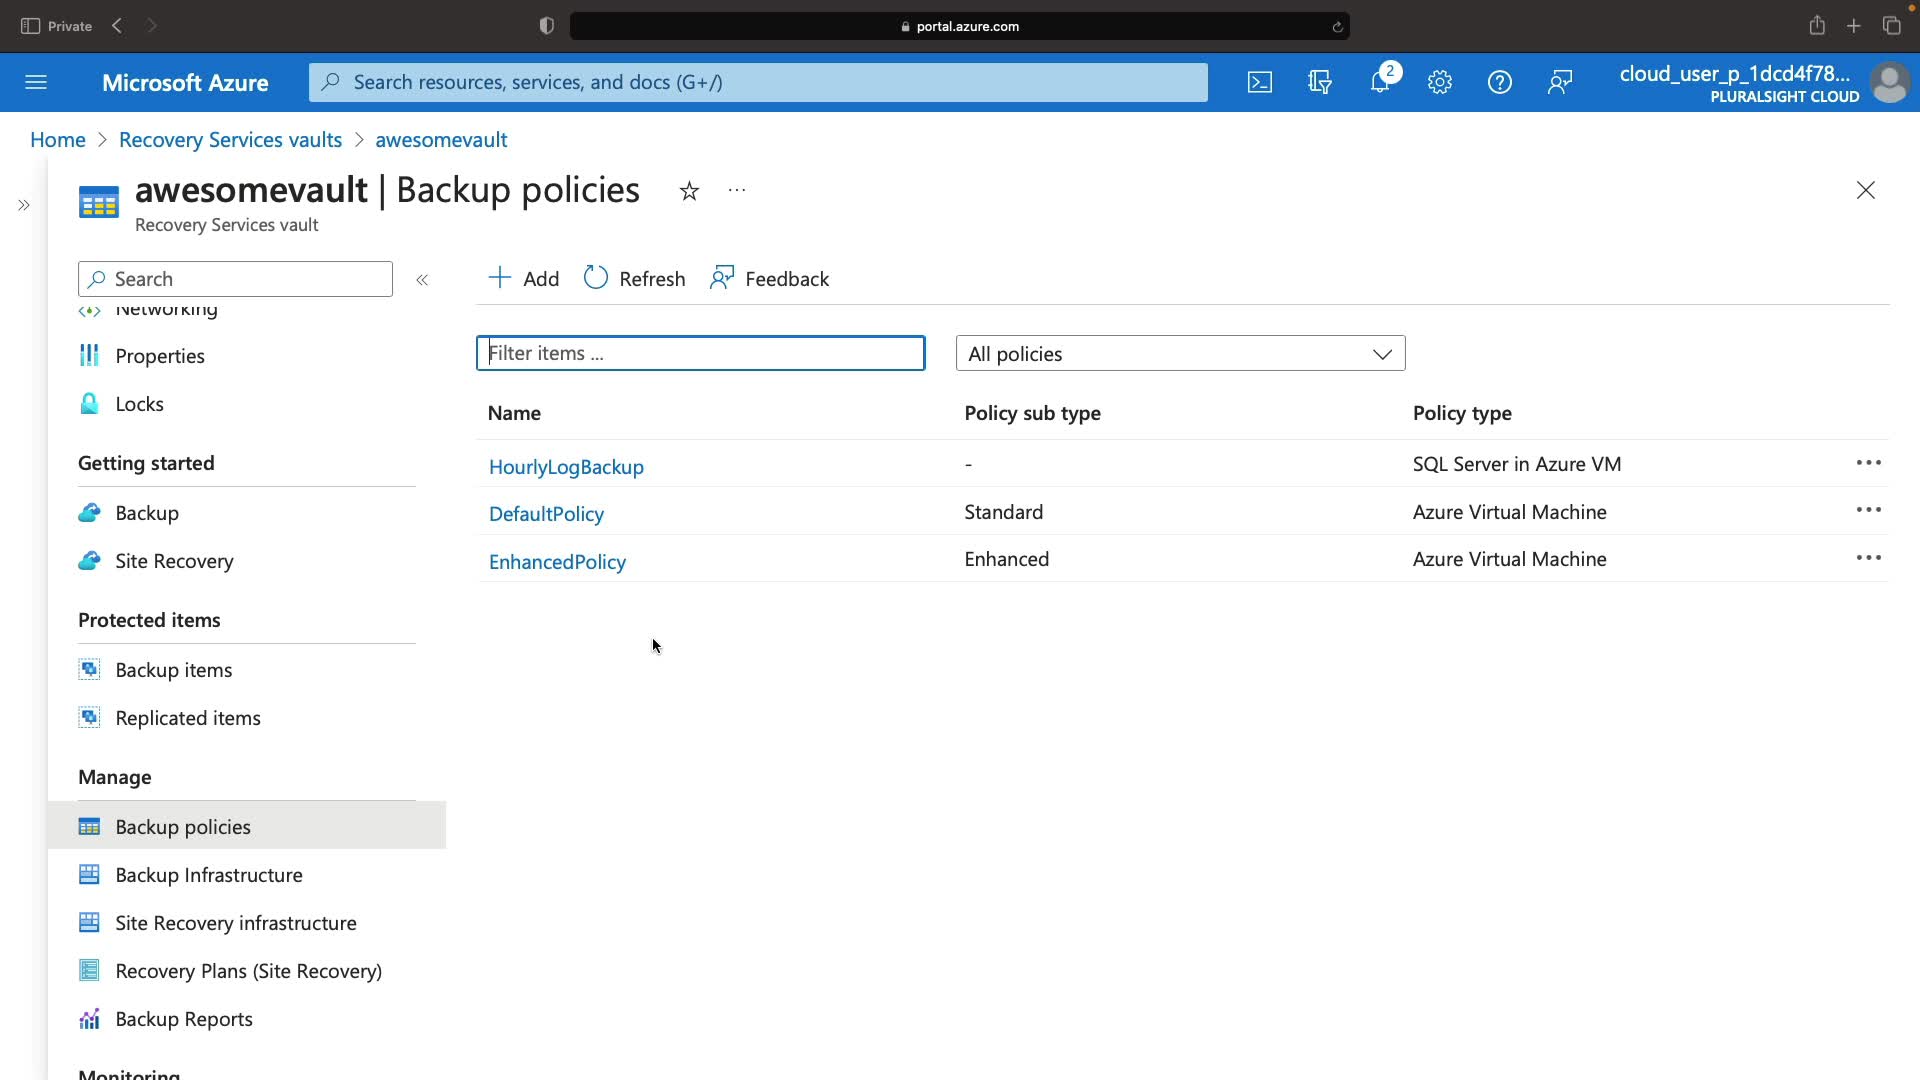 Private
portal.azure.com
Microsoft Azure
Search resources, services, and docs (G+/)
2
cloud_user_p_1dcd4f78...
PLURALSIGHT CLOUD
Home > Recovery Services vaults > awesomevault
awesomevault | Backup policies
Recovery Services vault
Search
Add
Refresh
Feedback
Networking
Properties
Locks
Getting started
Backup
Site Recovery
Protected items
Backup items
Replicated items
Manage
Backup policies
Backup Infrastructure
Site Recovery infrastructure
Recovery Plans (Site Recovery)
Backup Reports
Monitoring
Filter items ...
All policies
Name Policy sub type Policy type
HourlyLogBackup - SQL Server in Azure VM
DefaultPolicy Standard Azure Virtual Machine
EnhancedPolicy Enhanced Azure Virtual Machine